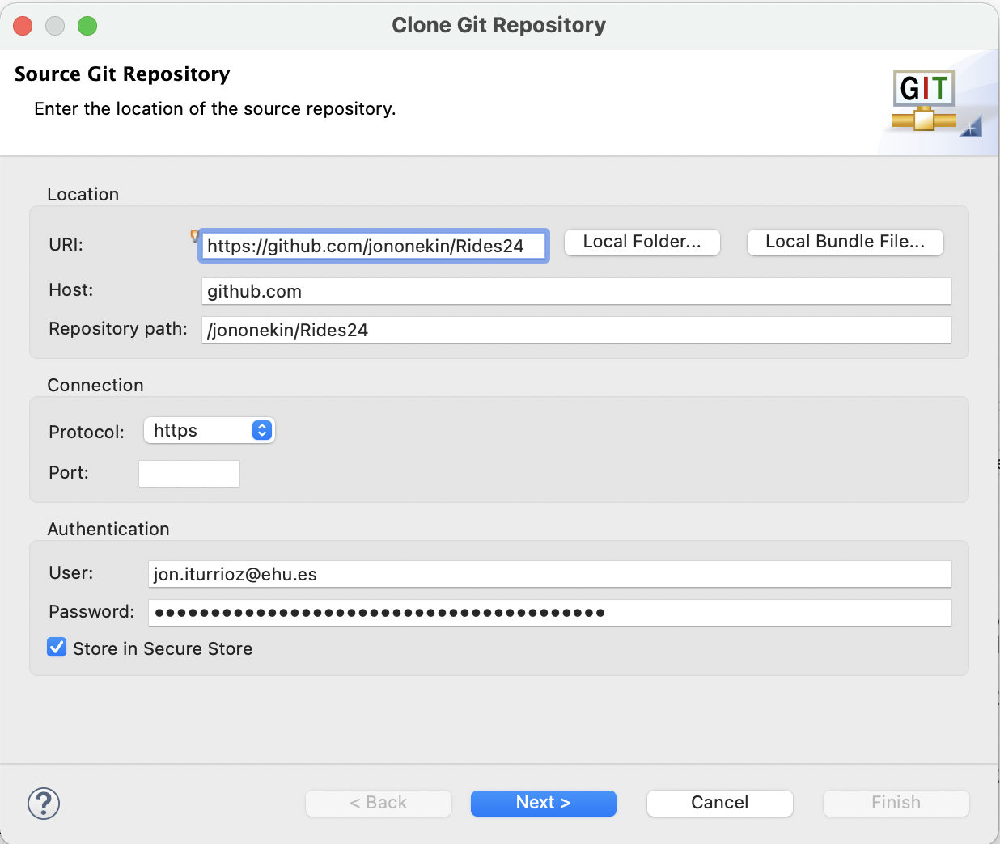 Clone Git Repository
Source Git Repository
Enter the location of the source repository.
GIT
Location
URI: https://github.com/jononekin/Rides24 Local Folder... Local Bundle File...
Host: github.com
Repository path: /jononekin/Rides24
Connection
Protocol: https
Port:
Authentication
User: jon.iturrioz@ehu.es
Password: ●●●●●●●●●●●●●●●●●●●●●●●●●●●●●●●●●●●●●●●●
Store in Secure Store
? < Back Next > Cancel Finish